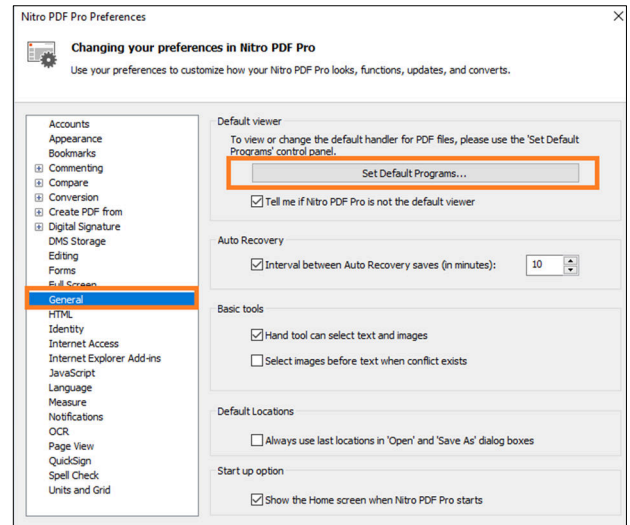 Nitro PDF Pro Preferences
Changing your preferences in Nitro PDF Pro
Use your preferences to customize how your Nitro PDF Pro looks, functions, updates, and converts.
Accounts
Appearance
Bookmarks
Commenting
Compare
Conversion
Create PDF from
Digital Signature
DMS Storage
Editing
Forms
Full Screen
General
HTML
Identity
Internet Access
Internet Explorer Add-ins
JavaScript
Language
Measure
Notifications
OCR
Page View
QuickSign
Spell Check
Units and Grid
Default viewer
To view or change the default handler for PDF files, please use the 'Set Default
Programs' control panel.
Set Default Programs...
Tell me if Nitro PDF Pro is not the default viewer
Auto Recovery
Interval between Auto Recovery saves (in minutes): 10
Basic tools
Hand tool can select text and images
Select images before text when conflict exists
Default Locations
Always use last locations in 'Open' and 'Save As' dialog boxes
Start up option
Show the Home screen when Nitro PDF Pro starts